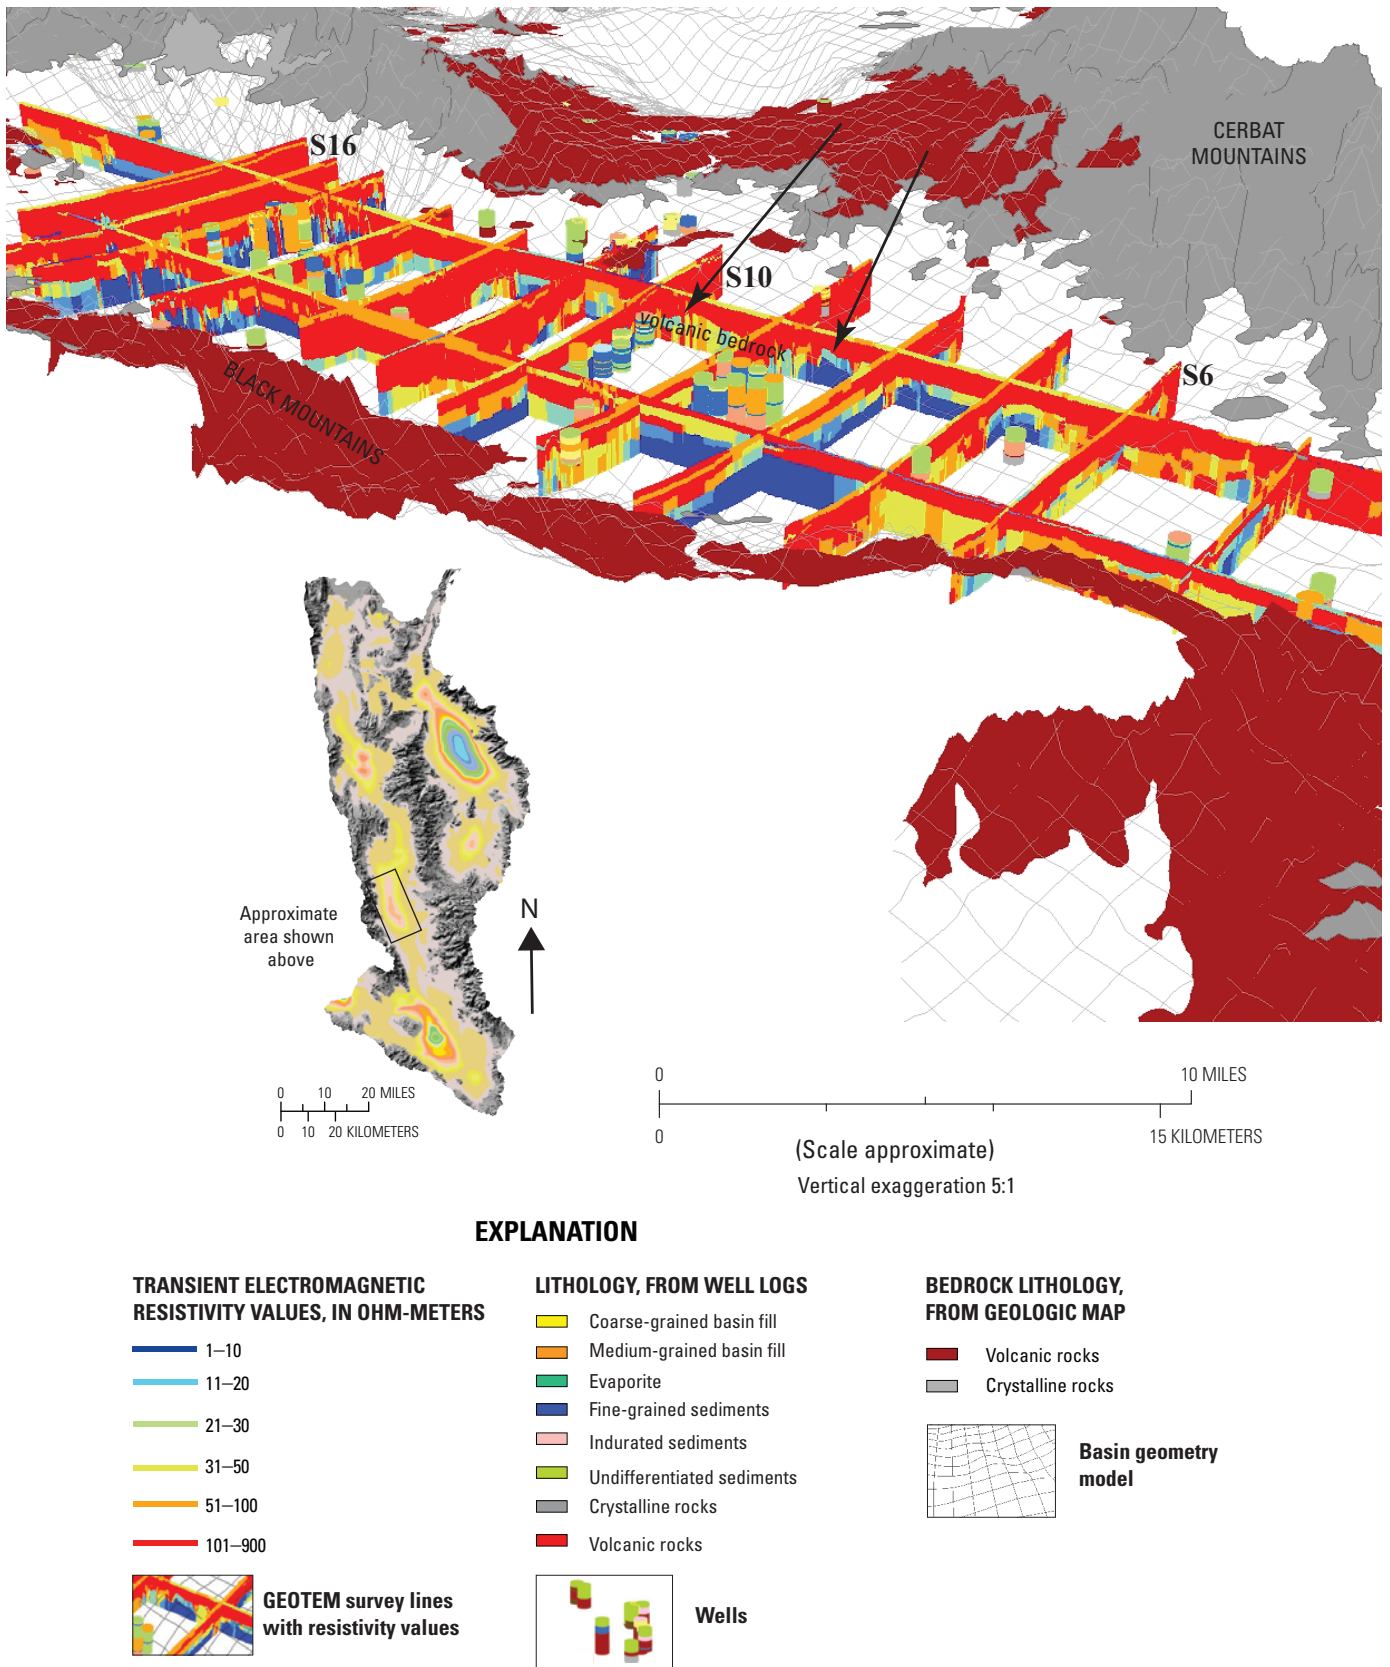 S16
CERBAT
MOUNTAINS
S10
volcanic bedrock
BLACK MOUNTAINS
S6
Approximate
area shown
above
N
0 10 20 MILES
0 10 20 KILOMETERS
0 10 MILES
0 15 KILOMETERS
(Scale approximate)
Vertical exaggeration 5:1
EXPLANATION
TRANSIENT ELECTROMAGNETIC
RESISTIVITY VALUES, IN OHM-METERS
1–10
11–20
21–30
31–50
51–100
101–900
GEOTEM survey lines
with resistivity values
LITHOLOGY, FROM WELL LOGS
Coarse-grained basin fill
Medium-grained basin fill
Evaporite
Fine-grained sediments
Indurated sediments
Undifferentiated sediments
Crystalline rocks
Volcanic rocks
Wells
BEDROCK LITHOLOGY,
FROM GEOLOGIC MAP
Volcanic rocks
Crystalline rocks
Basin geometry
model